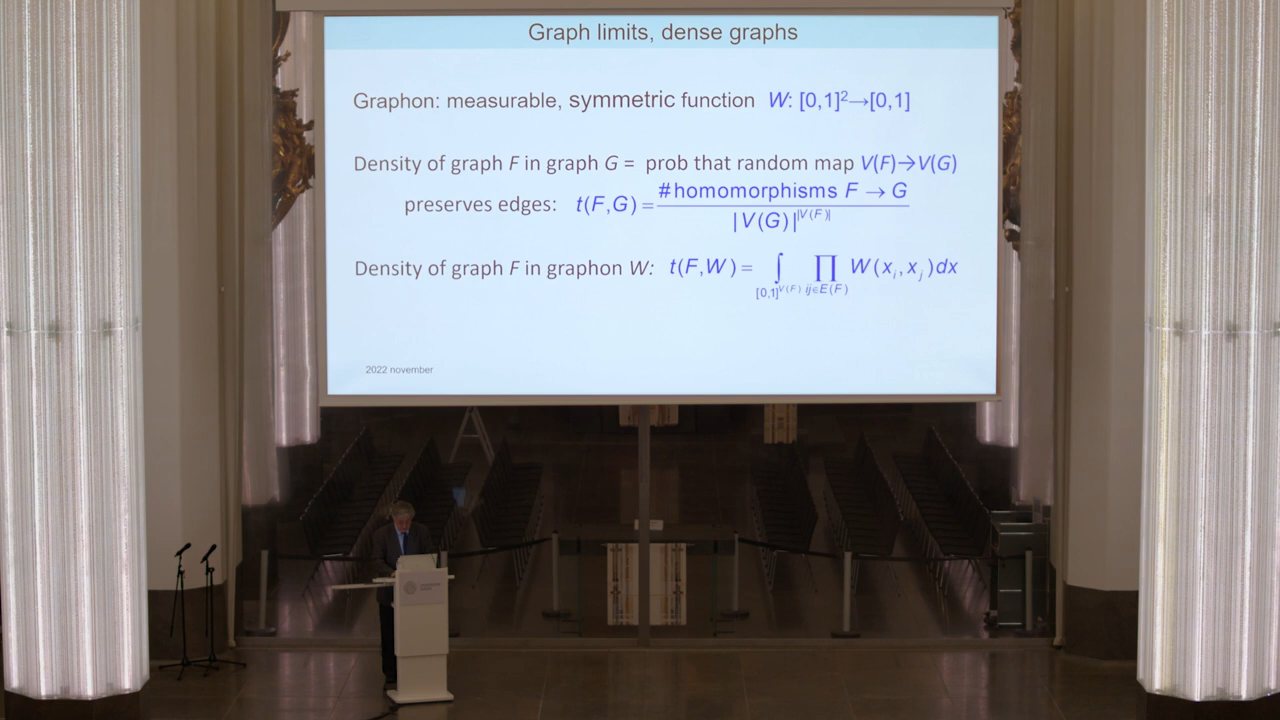 Graph limits, dense graphs
Graphon: measurable, symmetric function W: [0,1]²→[0,1]
Density of graph F in graph G = prob that random map V(F)→V(G)
preserves edges: t(F,G) = #homomorphisms F → G / |V(G)|^|V(F)|
Density of graph F in graphon W: t(F,W) = ∫_{[0,1]^{V(F)}} ∏_{ij∈E(F)} W(x_i, x_j) dx
2022 november